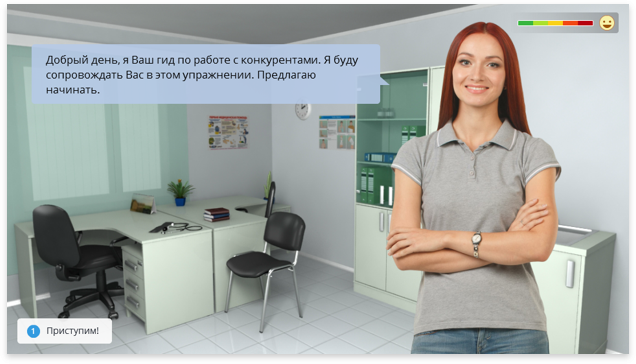 Добрый день, я Ваш гид по работе с конкурентами. Я буду
сопровождать Вас в этом упражнении. Предлагаю
начинать.
1 Приступим!